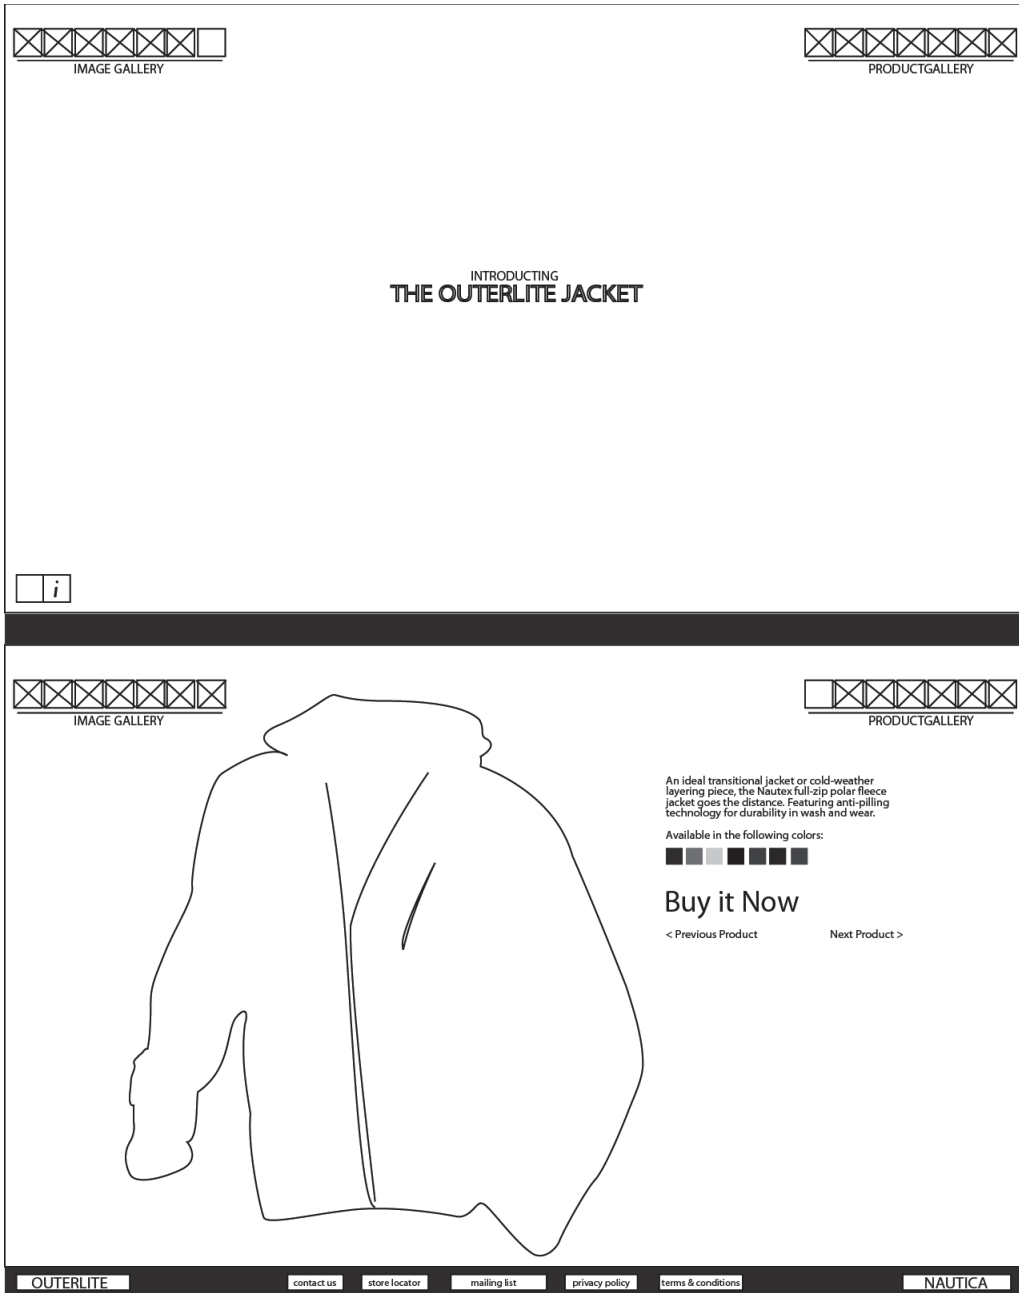 IMAGE GALLERY
PRODUCTGALLERY
INTRODUCTING
THE OUTERLITE JACKET
i
IMAGE GALLERY
PRODUCTGALLERY
An ideal transitional jacket or cold-weather
layering piece, the Nautex full-zip polar fleece
jacket goes the distance. Featuring anti-pilling
technology for durability in wash and wear.
Available in the following colors:
Buy it Now
< Previous Product
Next Product >
OUTERLITE
contact us
store locator
mailing list
privacy policy
terms & conditions
NAUTICA